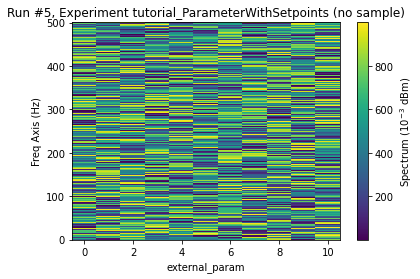 Run #5, Experiment tutorial_ParameterWithSetpoints (no sample)
500
400
300
200
100
0
Freq Axis (Hz)
0 2 4 6 8 10
external_param
800
600
400
200
Spectrum (10⁻³ dBm)